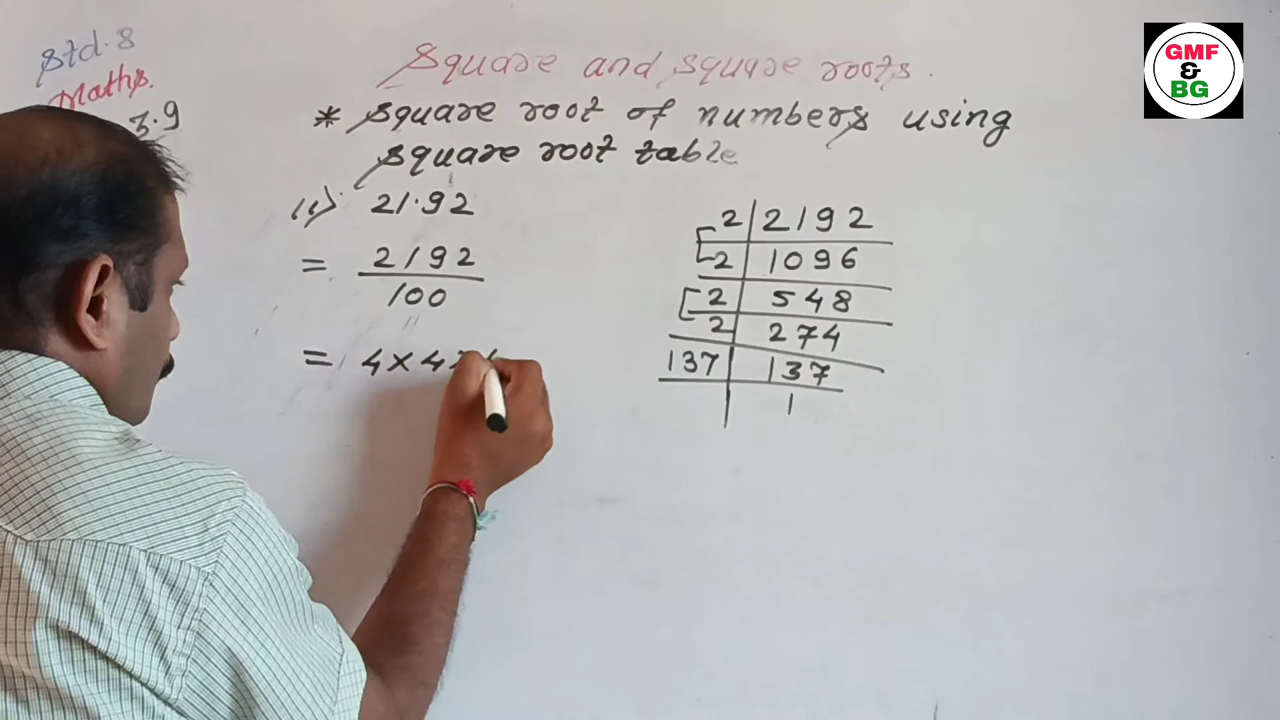 Std.8
Maths.
3.9
Square and square roots.
* square root of numbers using
square root table
ii) 21.92
= 2192
100
= 4 x 4
2 2192
2 1096
2 548
2 274
137 137
1
GMF
&
BG